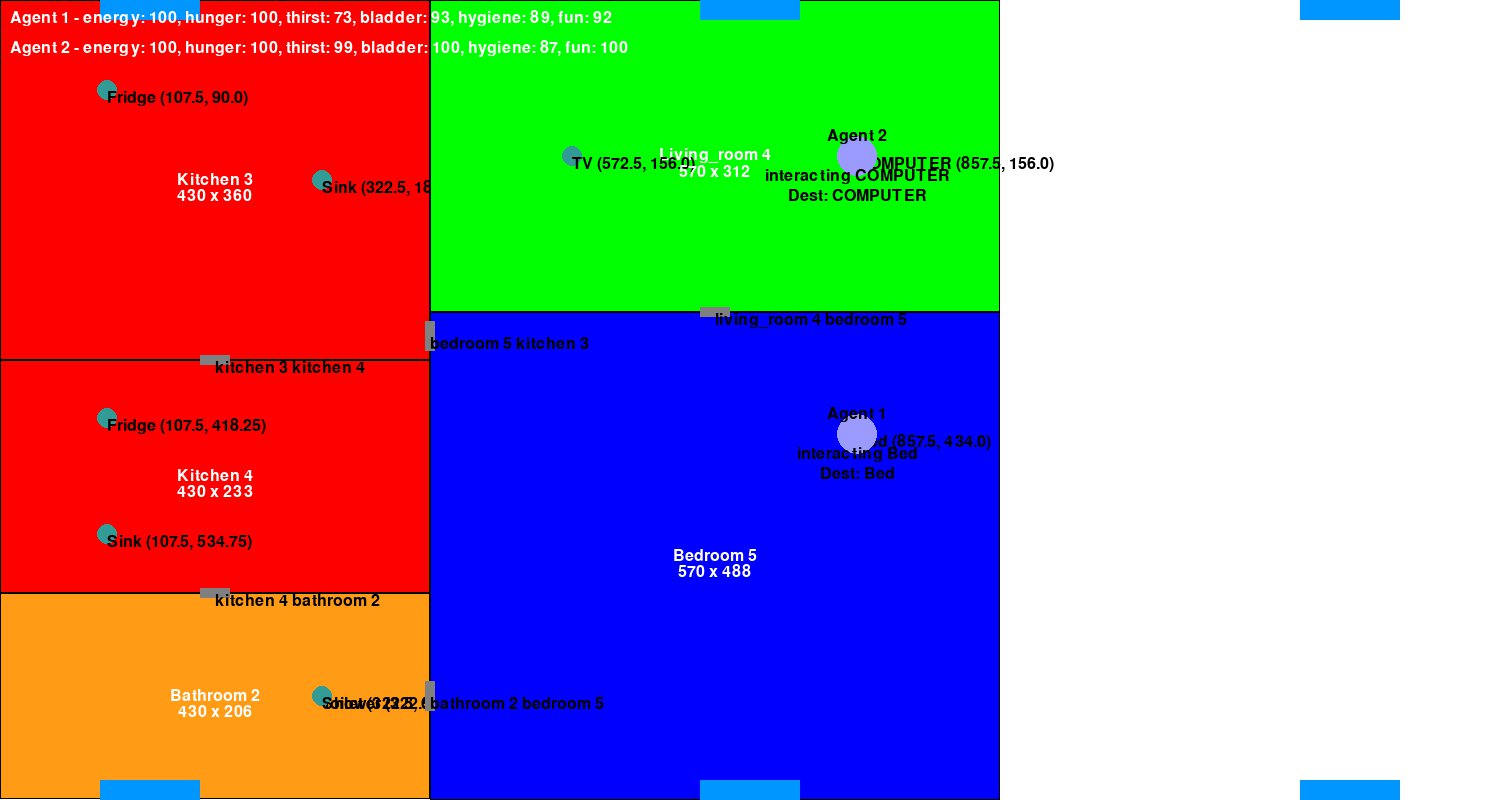 Agent 1 - energy: 100, hunger: 100, thirst: 73, bladder: 93, hygiene: 89, fun: 92
Agent 2 - energy: 100, hunger: 100, thirst: 99, bladder: 100, hygiene: 87, fun: 100
Fridge (107.5, 90.0)
Agent 2
TV (572.5, 156.0)
Living_room 4
570 x 312
OMPUTER (857.5, 156.0)
interacting COMPUTER
Dest: COMPUTER
Kitchen 3
430 x 360
Sink (322.5, 18
living_room 4 bedroom 5
bedroom 5 kitchen 3
kitchen 3 kitchen 4
Agent 1
d (857.5, 434.0)
interacting Bed
Dest: Bed
Fridge (107.5, 418.25)
Kitchen 4
430 x 233
Sink (107.5, 534.75)
Bedroom 5
570 x 488
kitchen 4 bathroom 2
Bathroom 2
430 x 206
bathroom 2 bedroom 5